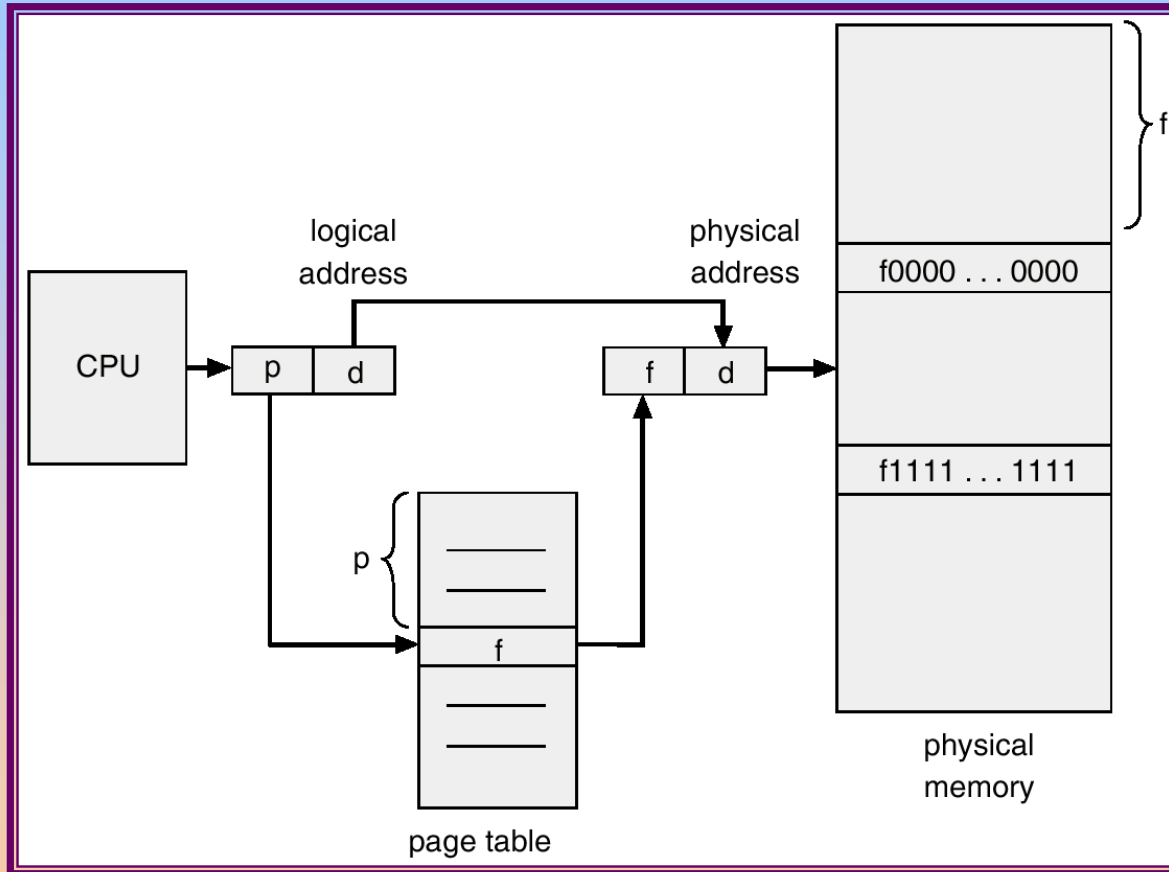 f
logical
address
physical
address
f0000 . . . 0000
CPU
p
d
f
d
f1111 . . . 1111
p
f
physical
memory
page table